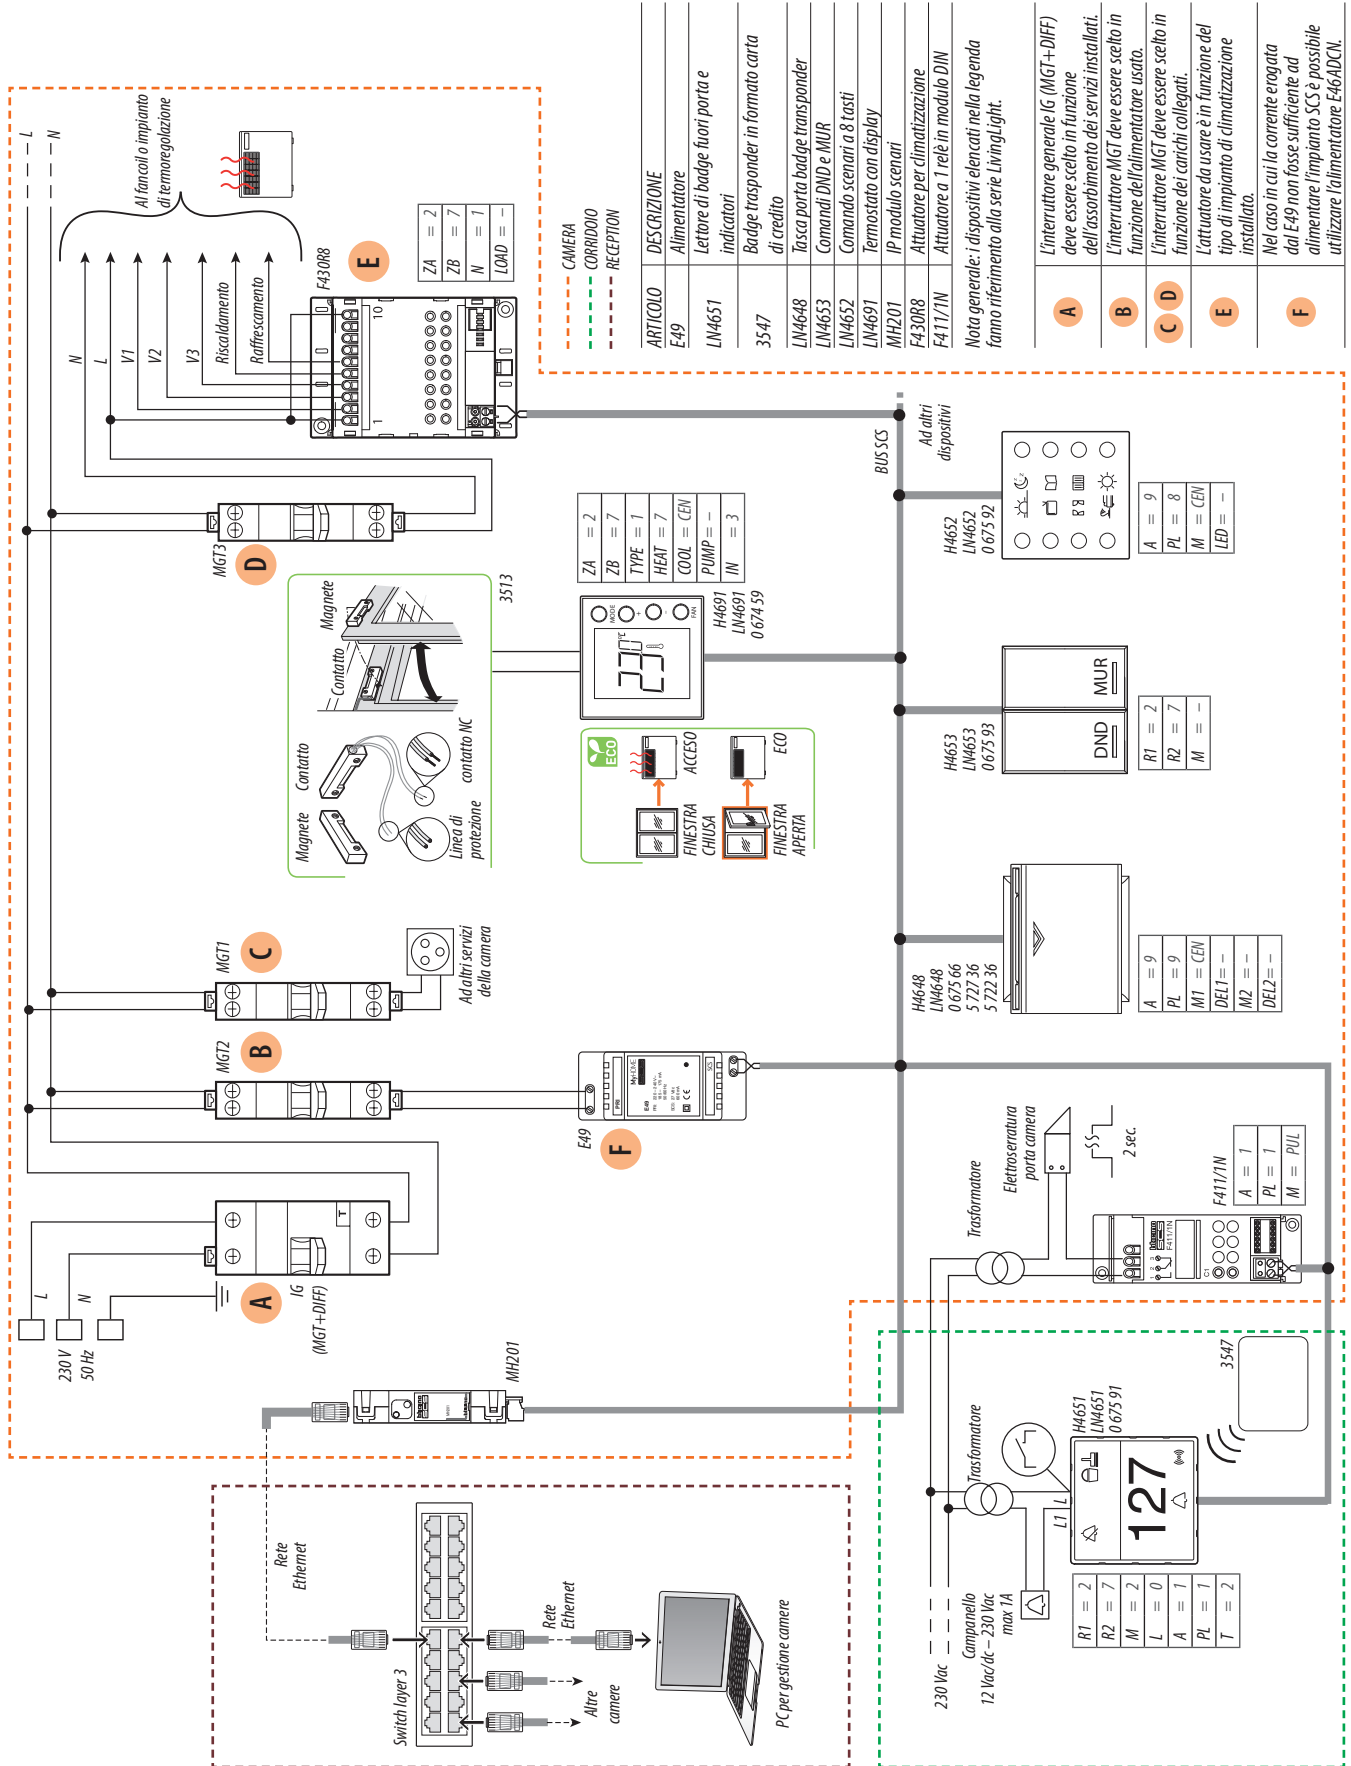 L
N
230 V
50 Hz
L
N
A
IG
(MGT+DIFF)
MGT2
B
MGT1
C
Ad altri servizi
della camera
MGT3
D
N
L
V1
V2
V3
Riscaldamento
Raffrescamento
Al fancoil o impianto
di termoregolazione
F430R8
E
1
10
ZA = 2
ZB = 7
N = 1
LOAD = –
Magnete
Contatto
Magnete
Contatto
contatto NC
Linea di
protezione
3513
E49
F
PRI
MyHOME
E49
SCS
ECO
FINESTRA
CHIUSA
ACCESO
FINESTRA
APERTA
ECO
23.0 °C
MODE
+
-
FAN
H4691
LN4691
0 674 59
ZA = 2
ZB = 7
TYPE = 1
HEAT = 7
COOL = CEN
PUMP = –
IN = 3
MH201
BUS SCS
Ad altri
dispositivi
H4648
LN4648
0 675 66
5 727 36
5 722 36
A = 9
PL = 9
M1 = CEN
DEL1= –
M2 = –
DEL2= –
H4653
LN4653
0 675 93
DND
MUR
R1 = 2
R2 = 7
M = –
H4652
LN4652
0 675 92
A = 9
PL = 8
M = CEN
LED = –
Rete
Ethernet
Switch layer 3
Altre
camere
Rete
Ethernet
PC per gestione camere
230 Vac
Campanello
12 Vac/dc – 230 Vac
max 1A
Trasformatore
L1
L
127
H4651
LN4651
0 675 91
3547
R1 = 2
R2 = 7
M = 2
L = 0
A = 1
PL = 1
T = 2
Trasformatore
Elettroserratura
porta camera
2 sec.
F411/1N
C1
F411/1N
A = 1
PL = 1
M = PUL
CAMERA
CORRIDOIO
RECEPTION
ARTICOLO DESCRIZIONE
E49 Alimentatore
LN4651 Lettore di badge fuori porta e
indicatori
3547 Badge trasponder in formato carta
di credito
LN4648 Tasca porta badge transponder
LN4653 Comandi DND e MUR
LN4652 Comando scenari a 8 tasti
LN4691 Termostato con display
MH201 IP modulo scenari
F430R8 Attuatore per climatizzazione
F411/1N Attuatore a 1 relè in modulo DIN
Nota generale: i dispositivi elencati nella legenda
fanno riferimento alla serie LivingLight.
A L'interruttore generale IG (MGT+DIFF)
deve essere scelto in funzione
dell'assorbimento dei servizi installati.
B L'interruttore MGT deve essere scelto in
funzione dell'alimentatore usato.
C D L'interruttore MGT deve essere scelto in
funzione dei carichi collegati.
E L'attuatore da usare è in funzione del
tipo di impianto di climatizzazione
installato.
F Nel caso in cui la corrente erogata
dal E49 non fosse sufficiente ad
alimentare l'impianto SCS è possibile
utilizzare l'alimentatore E46ADCN.